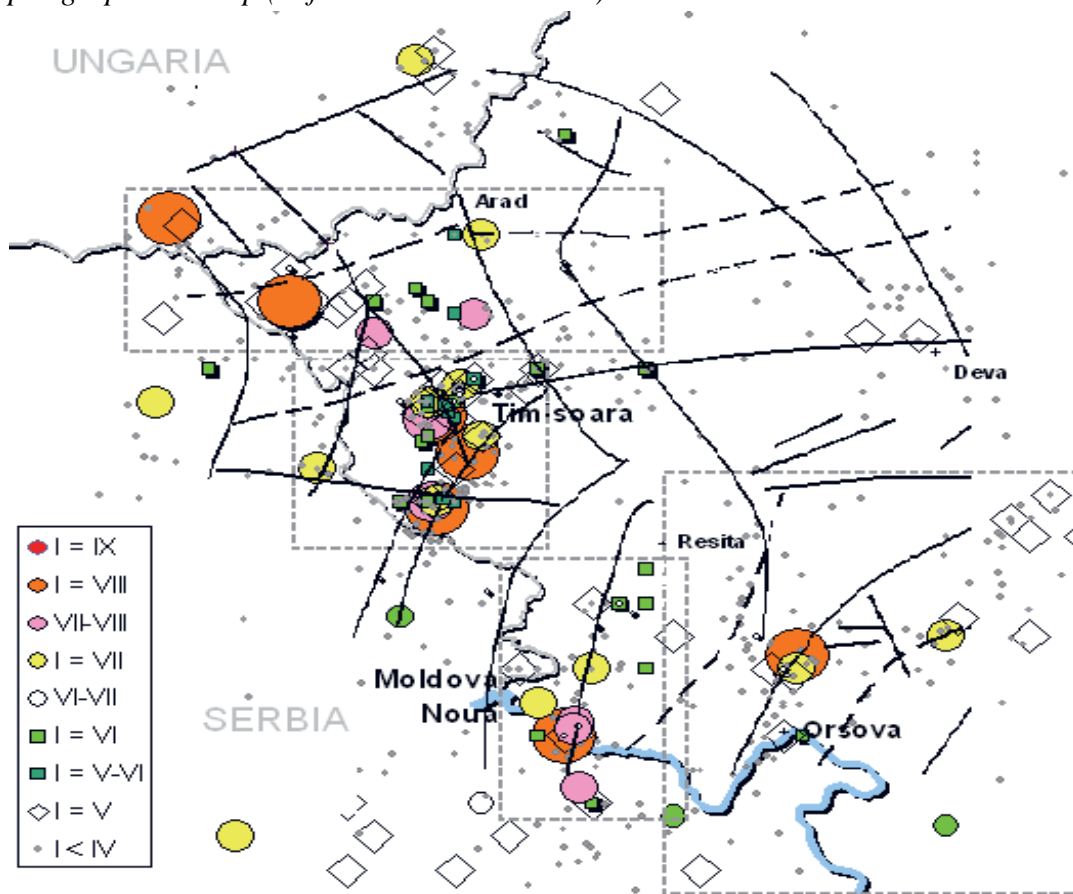 UNGARIA
Arad
Deva
Tim-soara
Resita
I = IX
I = VIII
VII-VIII
I = VII
VI-VII
I = VI
I = V-VI
I = V
I < IV
Moldova
Noua
SERBIA
Orsova